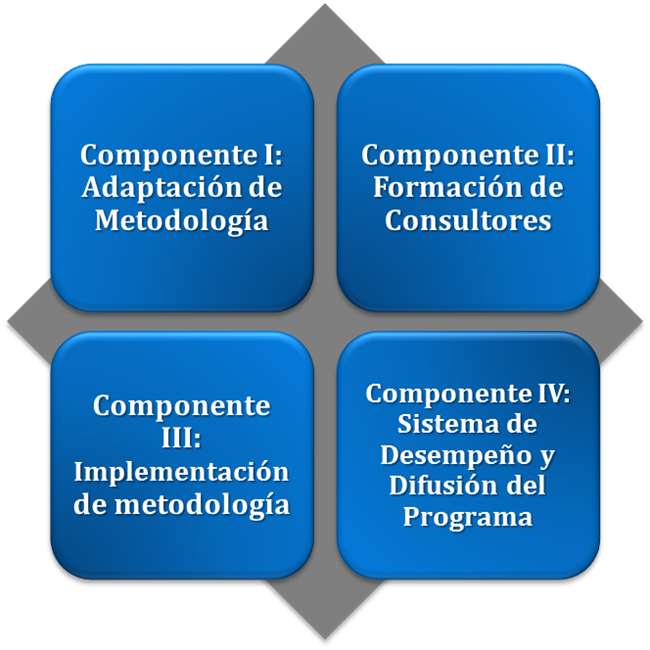 Componente I:
Adaptación de
Metodología
Componente II:
Formación de
Consultores
Componente
III:
Implementación
de metodología
Componente IV:
Sistema de
Desempeño y
Difusión del
Programa